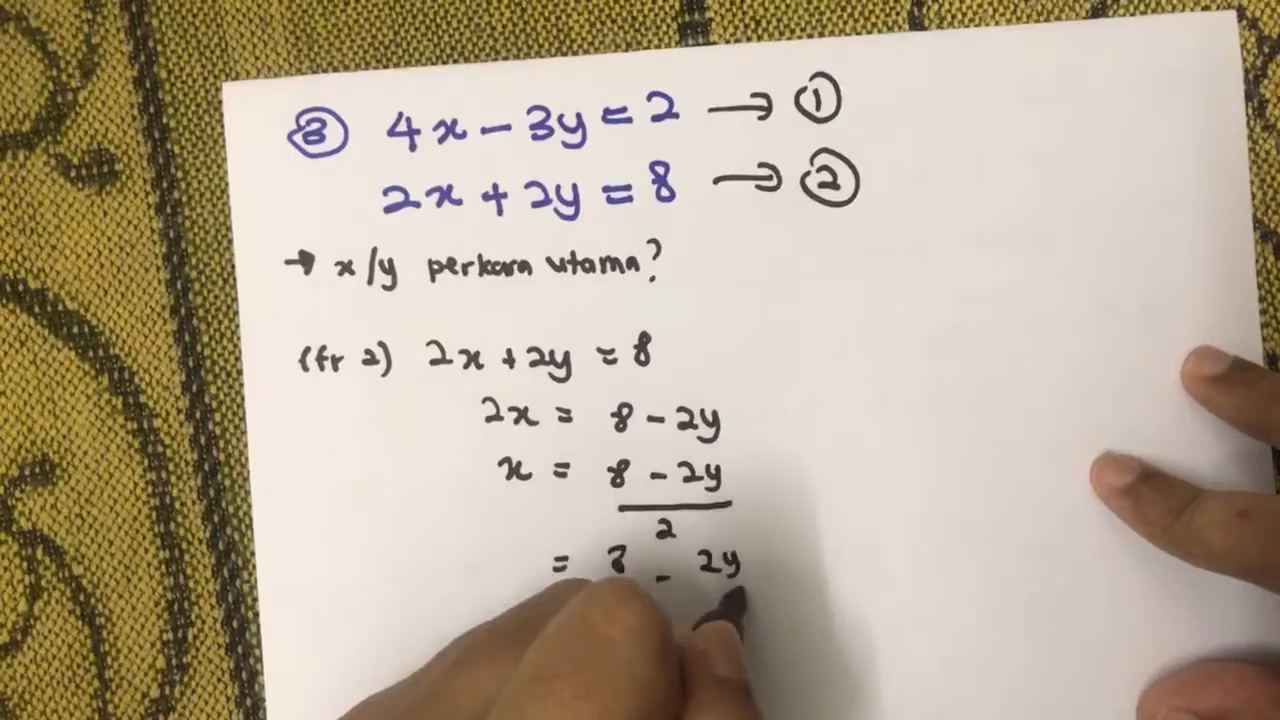 ③ 4x - 3y = 2 → ①
2x + 2y = 8 → ②
→ x/y perkara utama?
(fr 2) 2x + 2y = 8
2x = 8 - 2y
x = 8 - 2y
2
= 8 - 2y